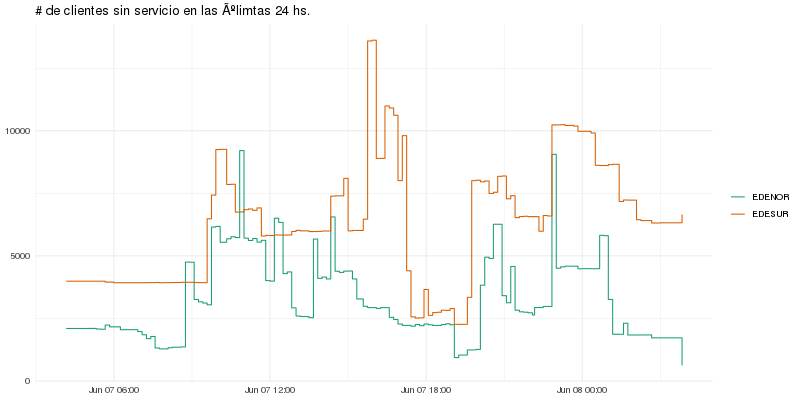 # de clientes sin servicio en las Ãºlimtas 24 hs.
10000
5000
0
Jun 07 06:00
Jun 07 12:00
Jun 07 18:00
Jun 08 00:00
EDENOR
EDESUR